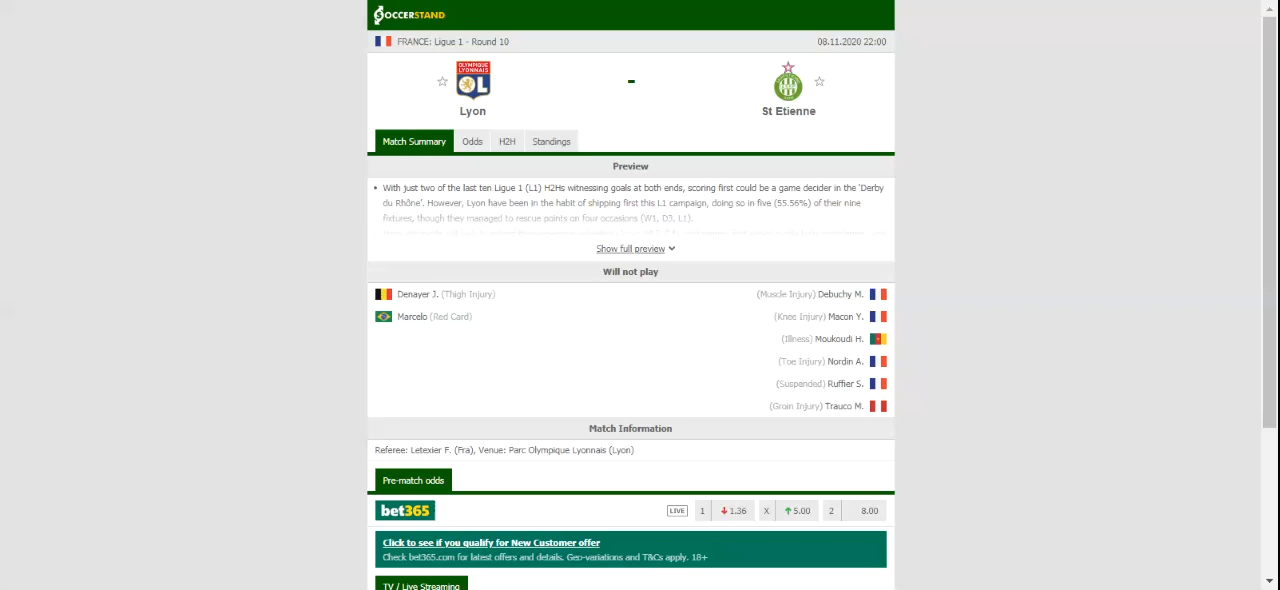 SOCCERSTAND
FRANCE: Ligue 1 - Round 10 08.11.2020 22:00
OLYMPIQUE
LYONNAIS
OL
-
Lyon St Etienne
Match Summary Odds H2H Standings
Preview
• With just two of the last ten Ligue 1 (L1) H2Hs witnessing goals at both ends, scoring first could be a game decider in the 'Derby
du Rhône'. However, Lyon have been in the habit of shipping first this L1 campaign, doing so in five (55.56%) of their nine
fixtures, though they managed to rescue points on four occasions (W1, D3, L1).
Show full preview
Will not play
Denayer J. (Thigh Injury) (Muscle Injury) Debuchy M.
Marcelo (Red Card) (Knee Injury) Macon Y.
(Illness) Moukoudi H.
(Toe Injury) Nordin A.
(Suspended) Ruffier S.
(Groin Injury) Trauco M.
Match Information
Referee: Letexier F. (Fra), Venue: Parc Olympique Lyonnais (Lyon)
Pre-match odds
bet365 LIVE 1 1.36 X 5.00 2 8.00
Click to see if you qualify for New Customer offer
Check bet365.com for latest offers and details. Geo-variations and T&Cs apply. 18+
TV / Live Streaming